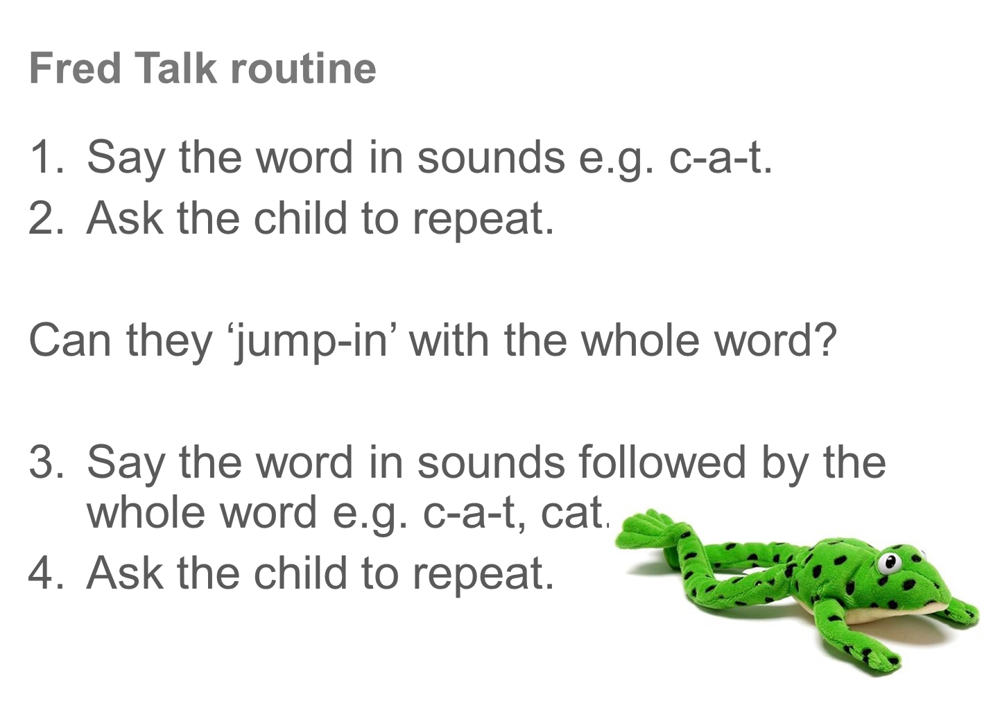 Fred Talk routine
1. Say the word in sounds e.g. c-a-t.
2. Ask the child to repeat.
Can they ‘jump-in’ with the whole word?
3. Say the word in sounds followed by the
whole word e.g. c-a-t, cat.
4. Ask the child to repeat.